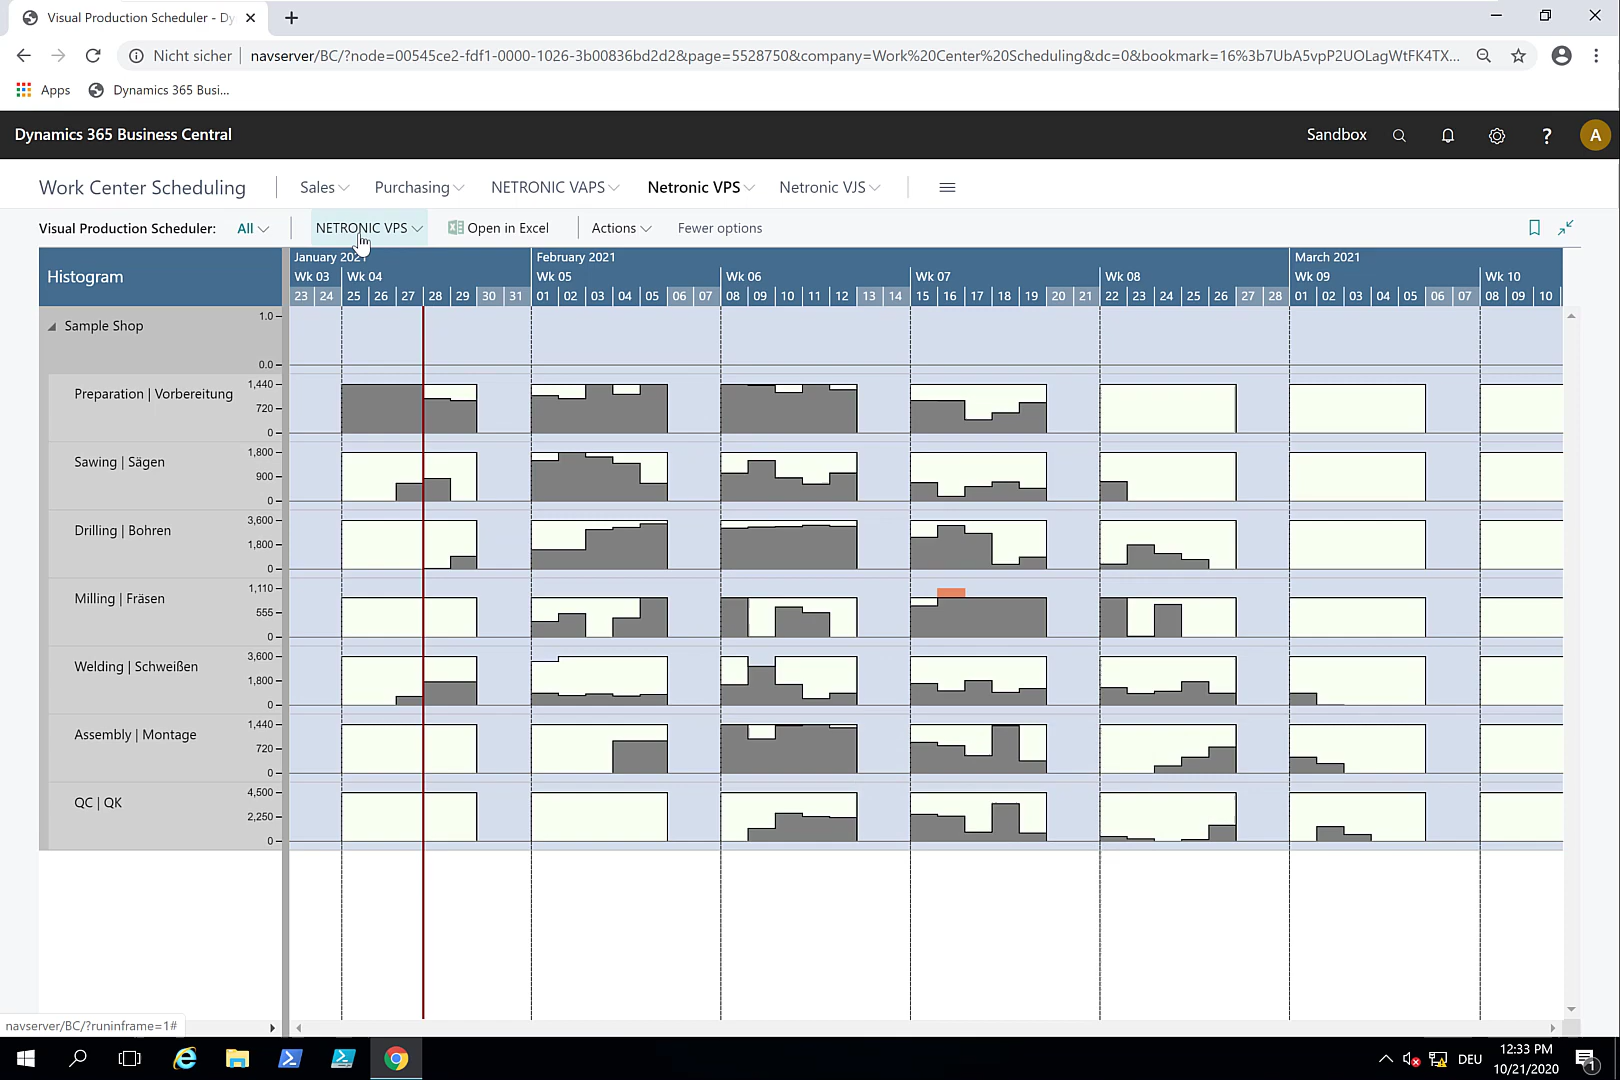 Visual Production Scheduler - Dy
Nicht sicher
navserver/BC/?node=00545ce2-fdf1-0000-1026-3b00836bd2d2&page=5528750&company=Work%20Center%20Scheduling&dc=0&bookmark=16%3b7UbA5vpP2UOLagWtFK4TX...
Apps
Dynamics 365 Busi...
Dynamics 365 Business Central
Sandbox
?
A
Work Center Scheduling
Sales
Purchasing
NETRONIC VAPS
Netronic VPS
Netronic VJS
Visual Production Scheduler:
All
NETRONIC VPS
Open in Excel
Actions
Fewer options
Histogram
January 2021
February 2021
March 2021
Wk 03 Wk 04 Wk 05 Wk 06 Wk 07 Wk 08 Wk 09 Wk 10
23 24 25 26 27 28 29 30 31 01 02 03 04 05 06 07 08 09 10 11 12 13 14 15 16 17 18 19 20 21 22 23 24 25 26 27 28 01 02 03 04 05 06 07 08 09 10
Sample Shop
1.0
0.0
Preparation | Vorbereitung
1,440
720
0
Sawing | Sägen
1,800
900
0
Drilling | Bohren
3,600
1,800
0
Milling | Fräsen
1,110
555
0
Welding | Schweißen
3,600
1,800
0
Assembly | Montage
1,440
720
0
QC | QK
4,500
2,250
0
navserver/BC/?runinframe=1#
DEU
12:33 PM
10/21/2020
1